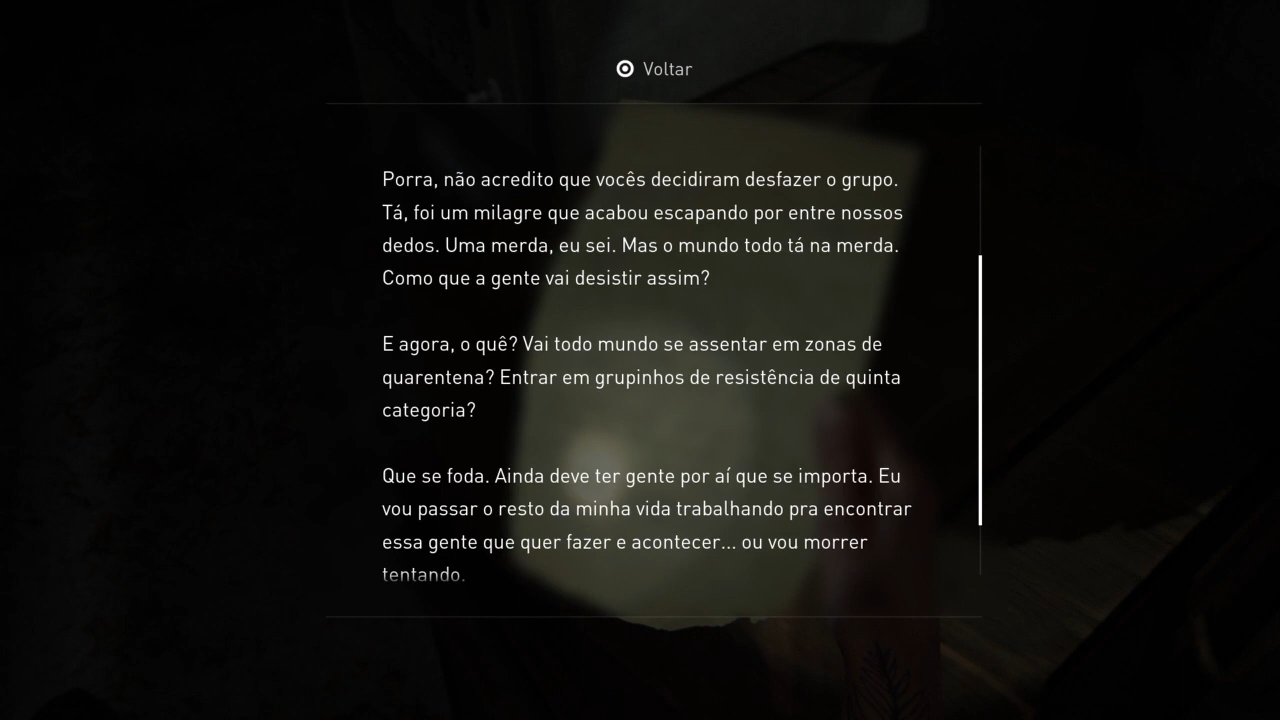 Voltar
Porra, não acredito que vocês decidiram desfazer o grupo.
Tá, foi um milagre que acabou escapando por entre nossos
dedos. Uma merda, eu sei. Mas o mundo todo tá na merda.
Como que a gente vai desistir assim?
E agora, o quê? Vai todo mundo se assentar em zonas de
quarentena? Entrar em grupinhos de resistência de quinta
categoria?
Que se foda. Ainda deve ter gente por aí que se importa. Eu
vou passar o resto da minha vida trabalhando pra encontrar
essa gente que quer fazer e acontecer... ou vou morrer
tentando.